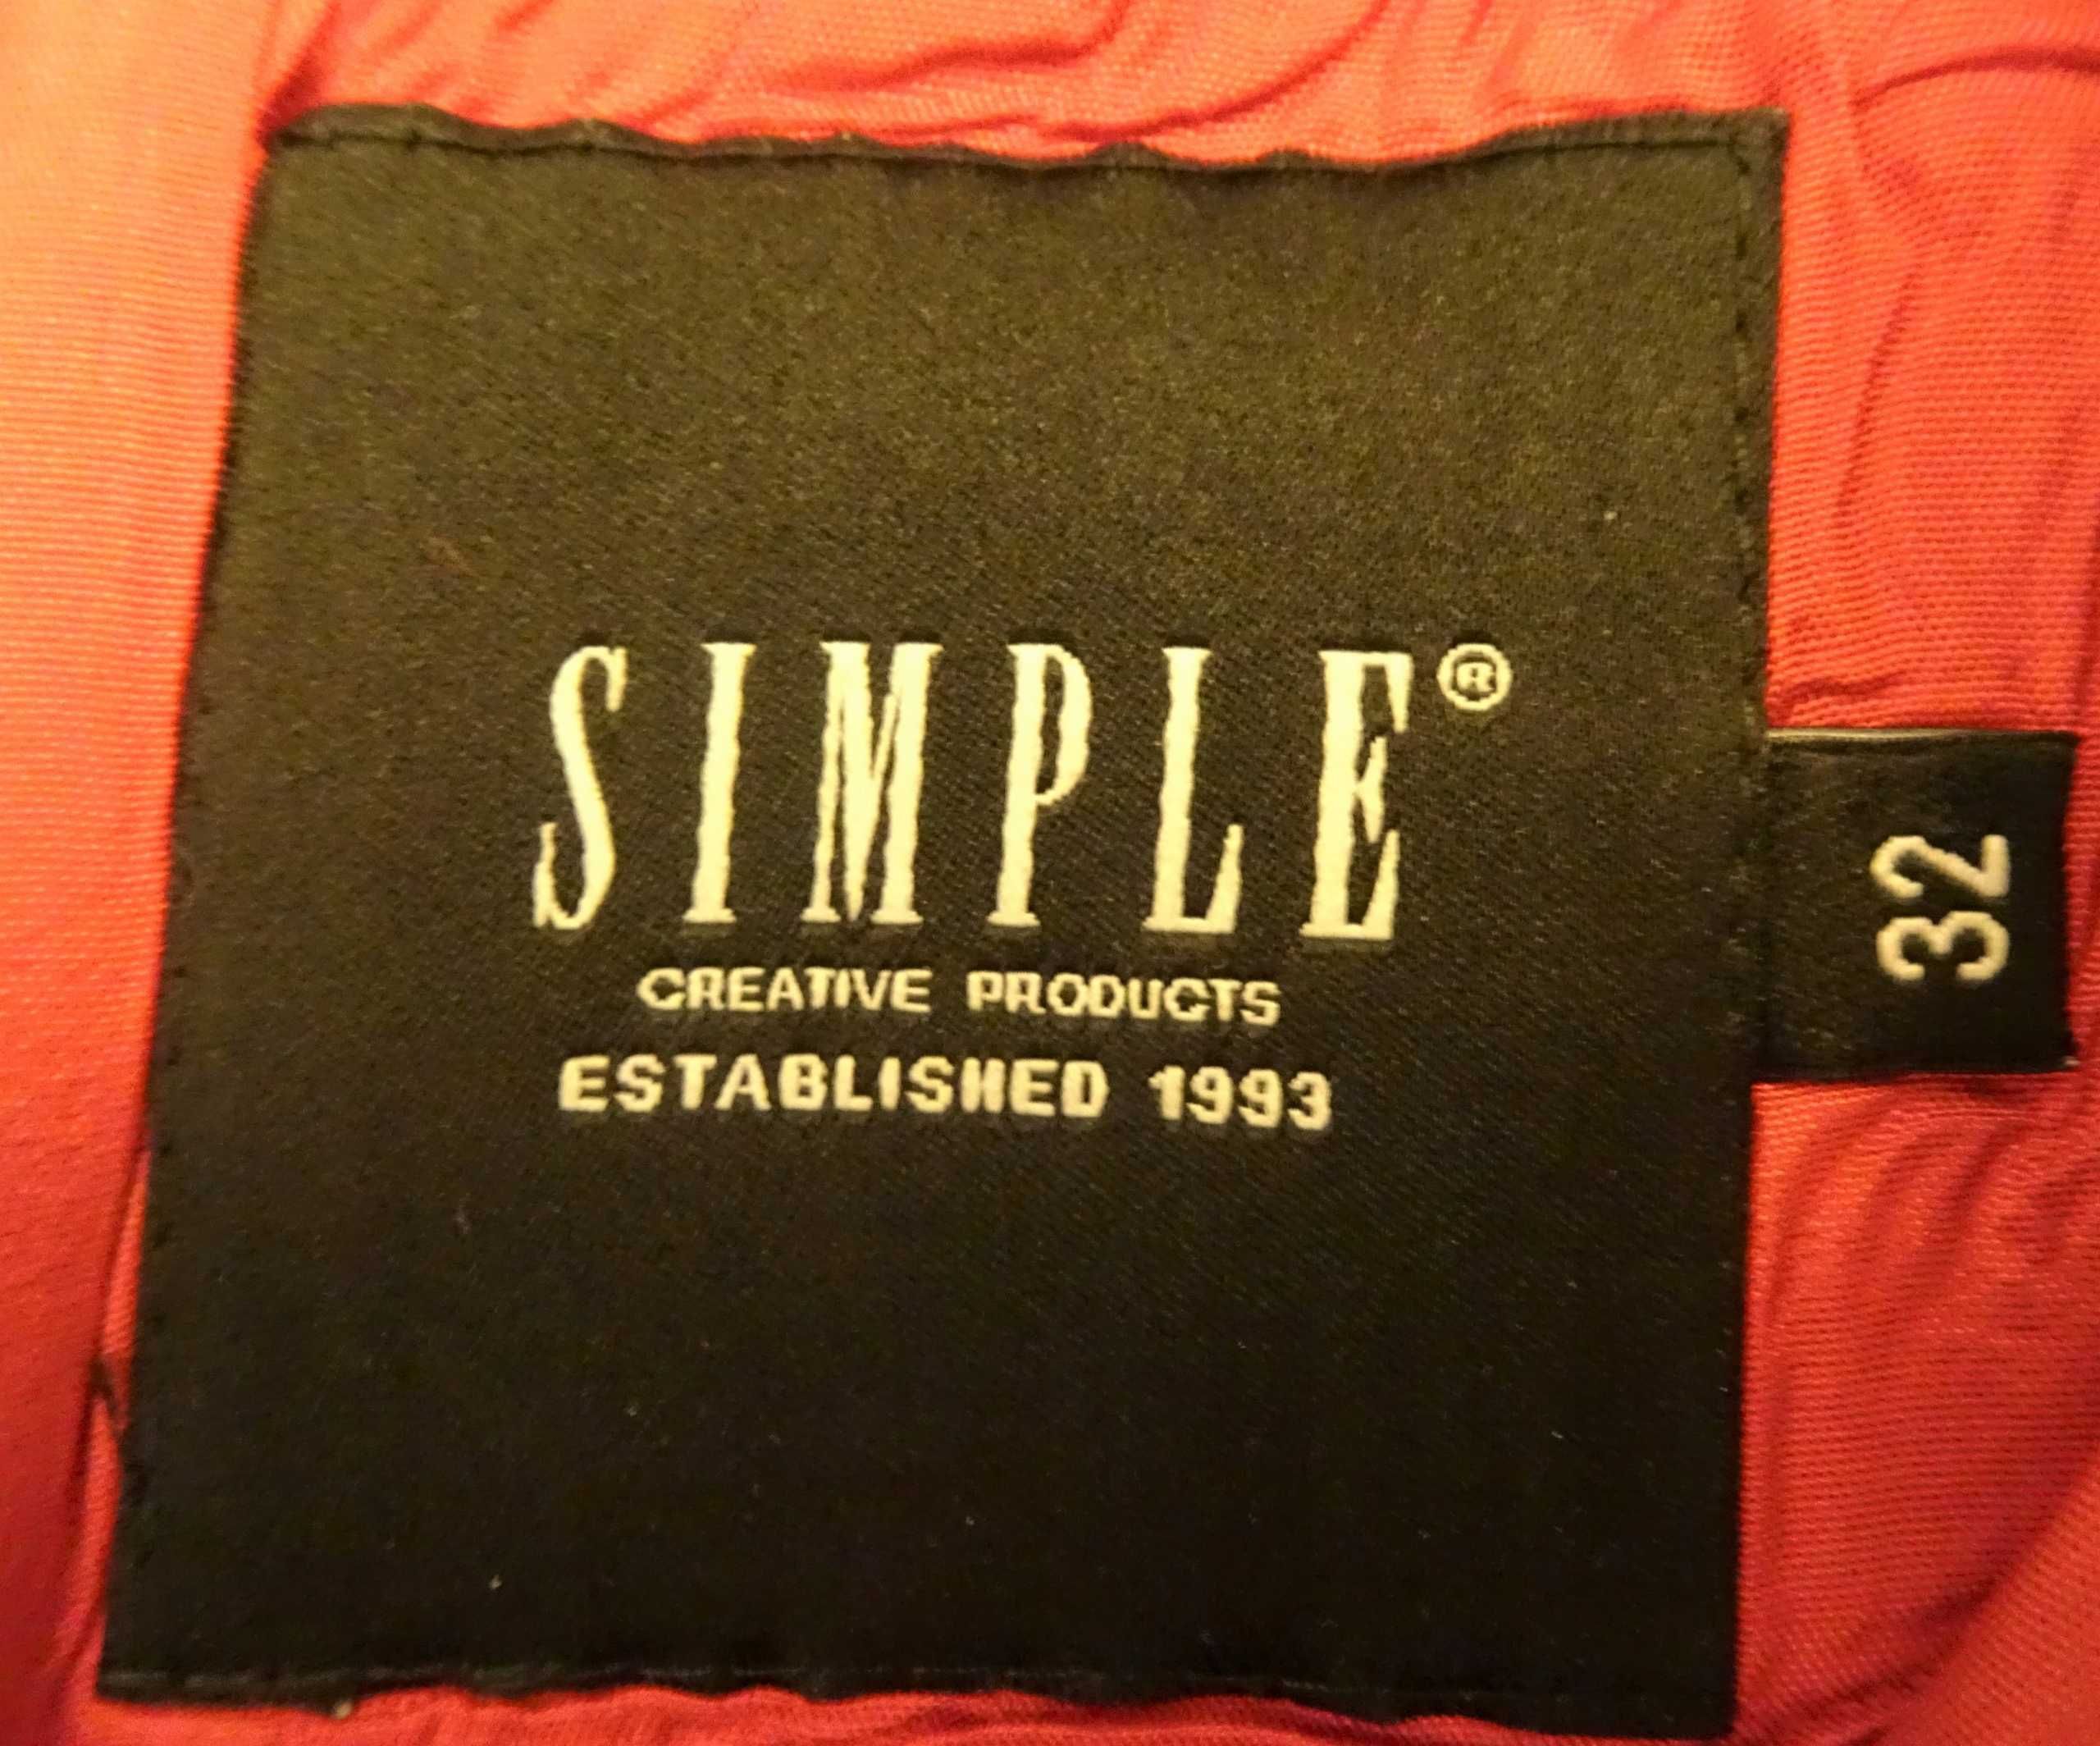 SIMPLE®
CREATIVE PRODUCTS
ESTABLISHED 1993
32